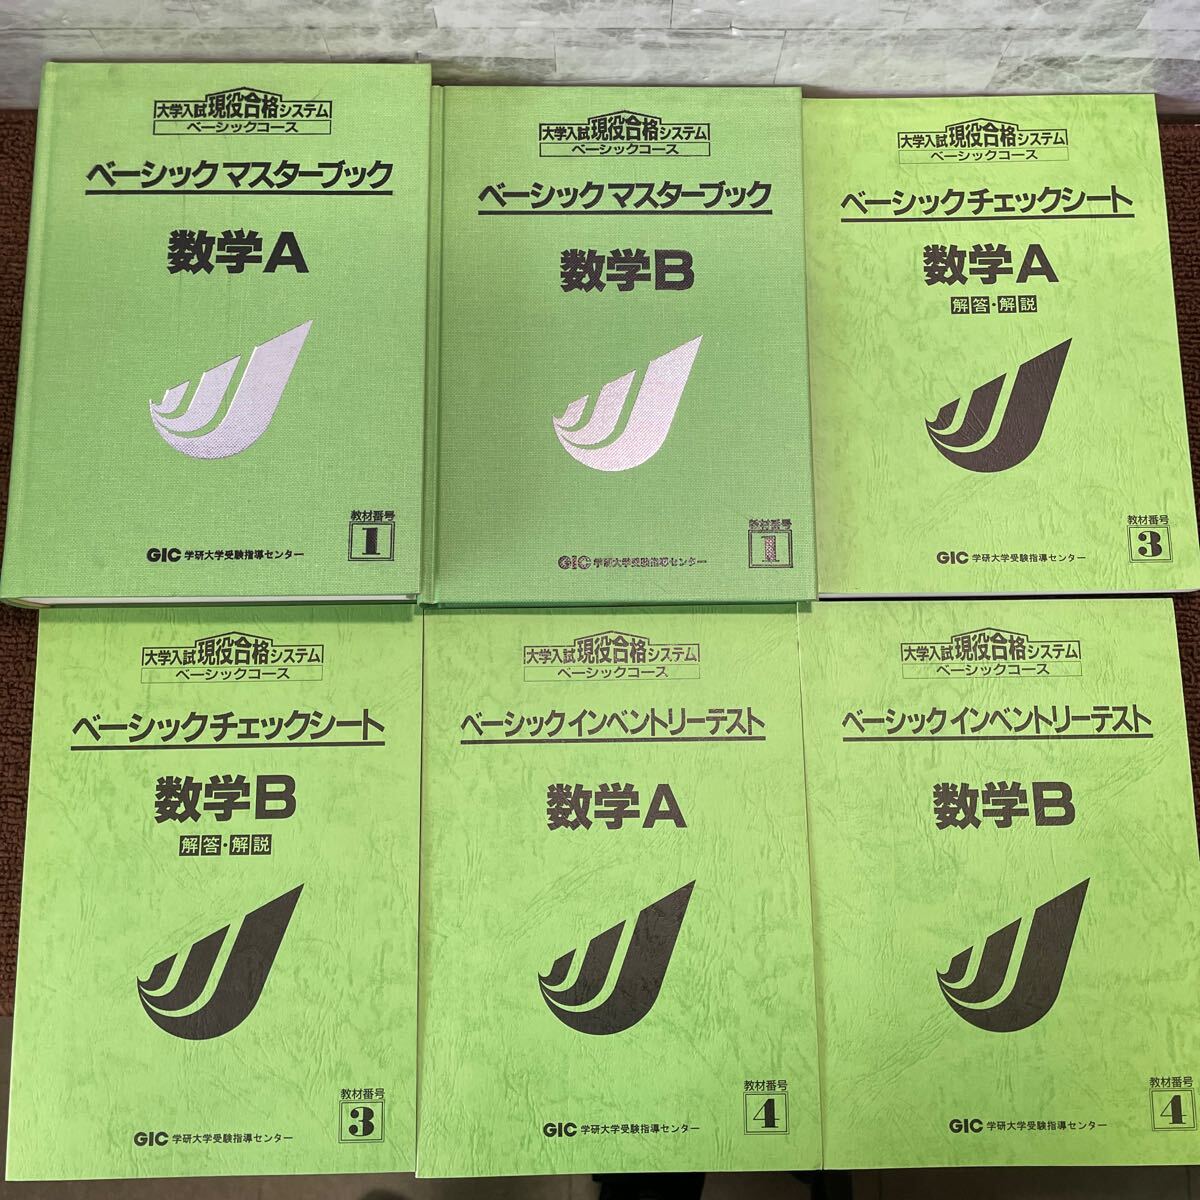 大学入試現役合格システム
ベーシックコース
ベーシックマスターブック
数学A
教材番号
1
GIC 学研大学受験指導センター
大学入試現役合格システム
ベーシックコース
ベーシックマスターブック
数学B
教材番号
1
GIC 学研大学受験指導センター
大学入試現役合格システム
ベーシックコース
ベーシックチェックシート
数学A
解答・解説
教材番号
3
GIC 学研大学受験指導センター
大学入試現役合格システム
ベーシックコース
ベーシックチェックシート
数学B
解答・解説
教材番号
3
GIC 学研大学受験指導センター
大学入試現役合格システム
ベーシックコース
ベーシックインベントリーテスト
数学A
教材番号
4
GIC 学研大学受験指導センター
大学入試現役合格システム
ベーシックコース
ベーシックインベントリーテスト
数学B
教材番号
4
GIC 学研大学受験指導センター